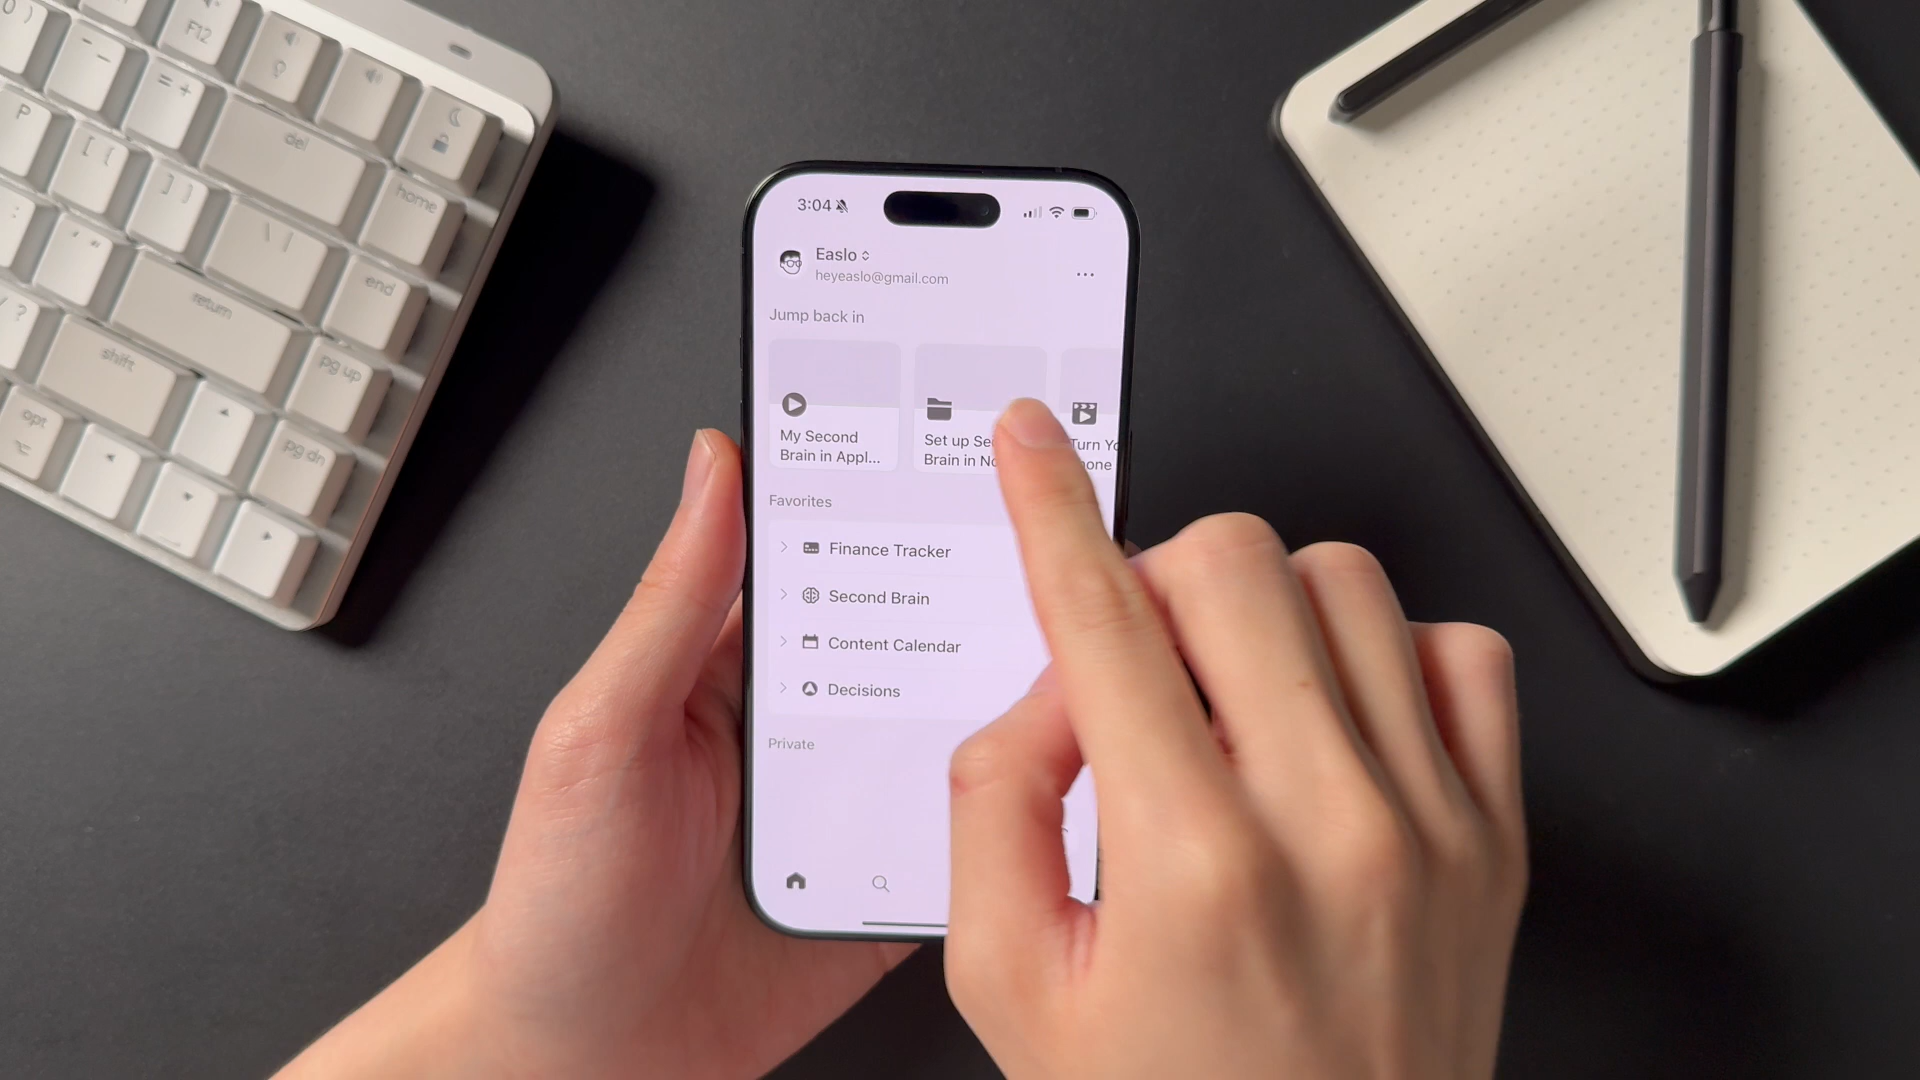 3:04
Easlo
heyeaslo@gmail.com
Jump back in
My Second
Brain in Appl...
Set up Se
Brain in No
Turn Yo
hone
Favorites
Finance Tracker
Second Brain
Content Calendar
Decisions
Private
F12
- 
= +
P
[ {
] }
\ |
del
home
: ;
" '
return
end
? /
shift
pg up
opt
pg dn